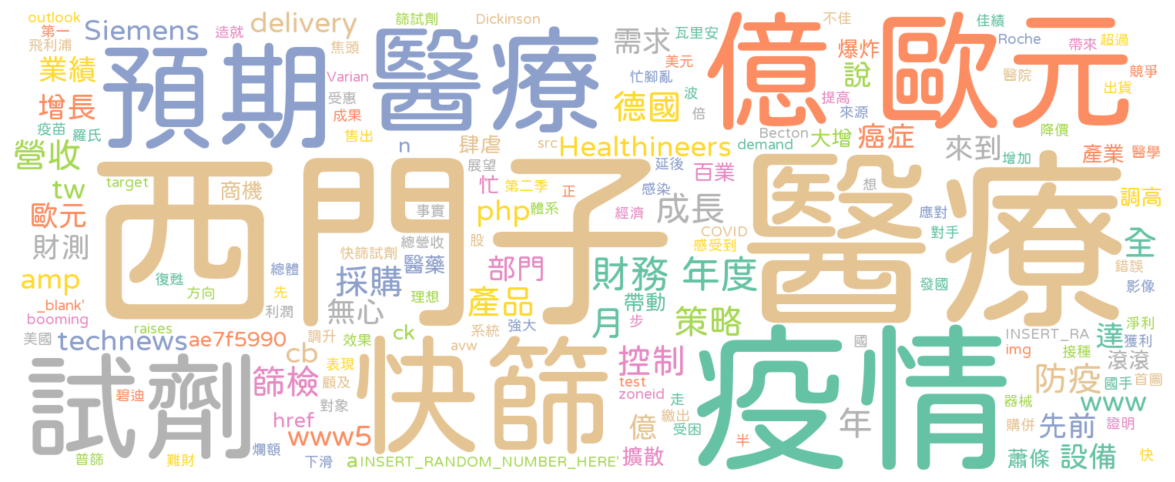 outlook 第一 Siemens 造就 delivery 篩試劑 Dickinson 不佳 佳績
飛利浦 焦頭 需求 瓦里安 Roche 帶來 超過
業績 預期 醫療 億 歐元 爆炸 美元 醫院 競爭
Varian 忙腳亂 說 出貨
增長 受惠 成果 德國 波 提高 來源
疫苗 羅氏 售出 倍 Becton 大增 癌症 降價
營收 n 肆虐 src Healthineers demand 來到 增加 產業 醫學
tw target 商機 展望 忙 第二季 正 延後 百業 想 調高
歐元 西門子 醫療 事實 php 體系 感染 經濟 成長 應對
財測 總營收 股 COVID 對手 全
快篩試劑 感受到 錯誤
amp 復甦 總體 醫藥 部門 財務 年度 發國 影像
_blank' 方向 先 採購 理想 產品 帶動
booming 利潤 無心 強大 步 月 策略 淨利
美國 technews raises ae7f5990 調升 效果 ck 系統 國 INSERT_RA 達 獲利
cb 表現 avw 控制 img 接種 滾滾
試劑 碧迪 篩檢 顧及 快篩 test 疫情 防疫 國手 首圖
href 對象 zoneid 走 器械 www
www5 億 繳出 年 購併 先前 證明
爛額 受困 半
普篩 難財 下滑 aINSERT_RANDOM_NUMBER_HERE' 擴散 蕭條 設備 快